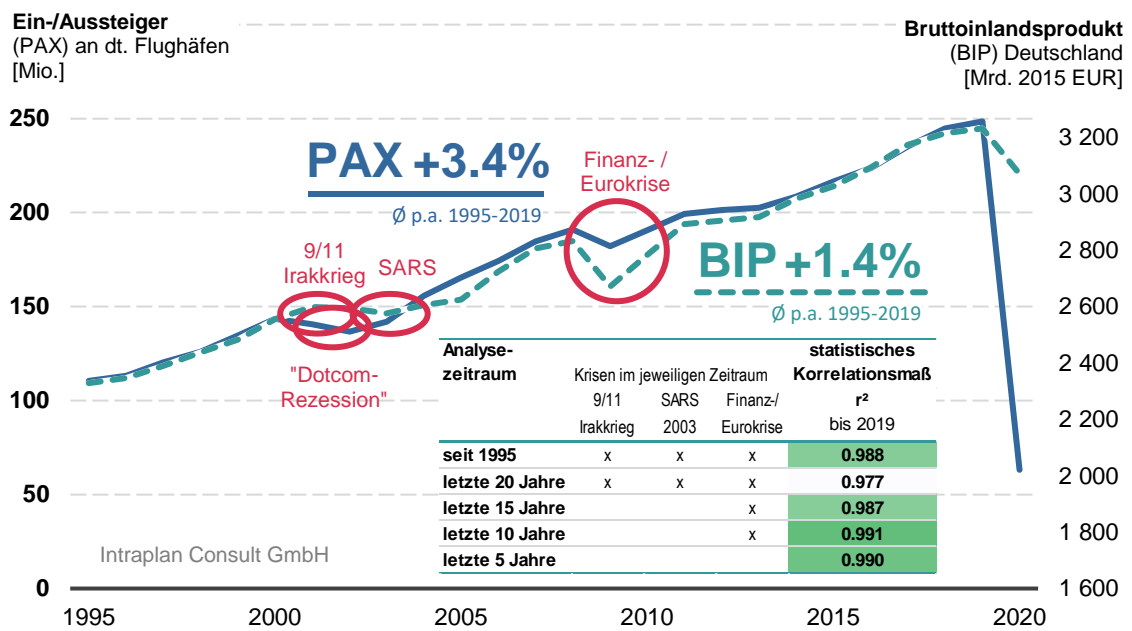 Ein-/Aussteiger
(PAX) an dt. Flughäfen
[Mio.]
Bruttoinlandsprodukt
(BIP) Deutschland
[Mrd. 2015 EUR]
250
200
150
100
50
0
3 200
3 000
2 800
2 600
2 400
2 200
2 000
1 800
1 600
PAX +3.4%
Ø p.a. 1995-2019
Finanz- /
Eurokrise
9/11
Irakkrieg
SARS
"Dotcom-
Rezession"
BIP +1.4%
Ø p.a. 1995-2019
Analyse-
zeitraum
Krisen im jeweiligen Zeitraum
9/11 SARS Finanz-/
Irakkrieg 2003 Eurokrise
statistisches
Korrelationsmaß
r²
bis 2019
seit 1995 x x x 0.988
letzte 20 Jahre x x x 0.977
letzte 15 Jahre x 0.987
letzte 10 Jahre x 0.991
letzte 5 Jahre 0.990
Intraplan Consult GmbH
1995 2000 2005 2010 2015 2020